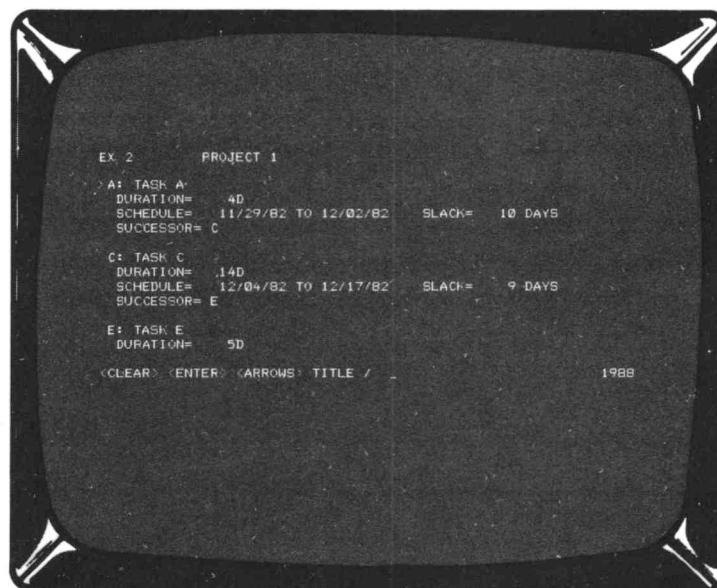 EX 2 PROJECT 1
>A: TASK A
DURATION= 4D
SCHEDULE= 11/29/82 TO 12/02/82 SLACK= 10 DAYS
SUCCESSOR= C
C: TASK C
DURATION= 14D
SCHEDULE= 12/04/82 TO 12/17/82 SLACK= 9 DAYS
SUCCESSOR= E
E: TASK E
DURATION= 5D
<CLEAR> <ENTER> <ARROWS> TITLE / _ 1988